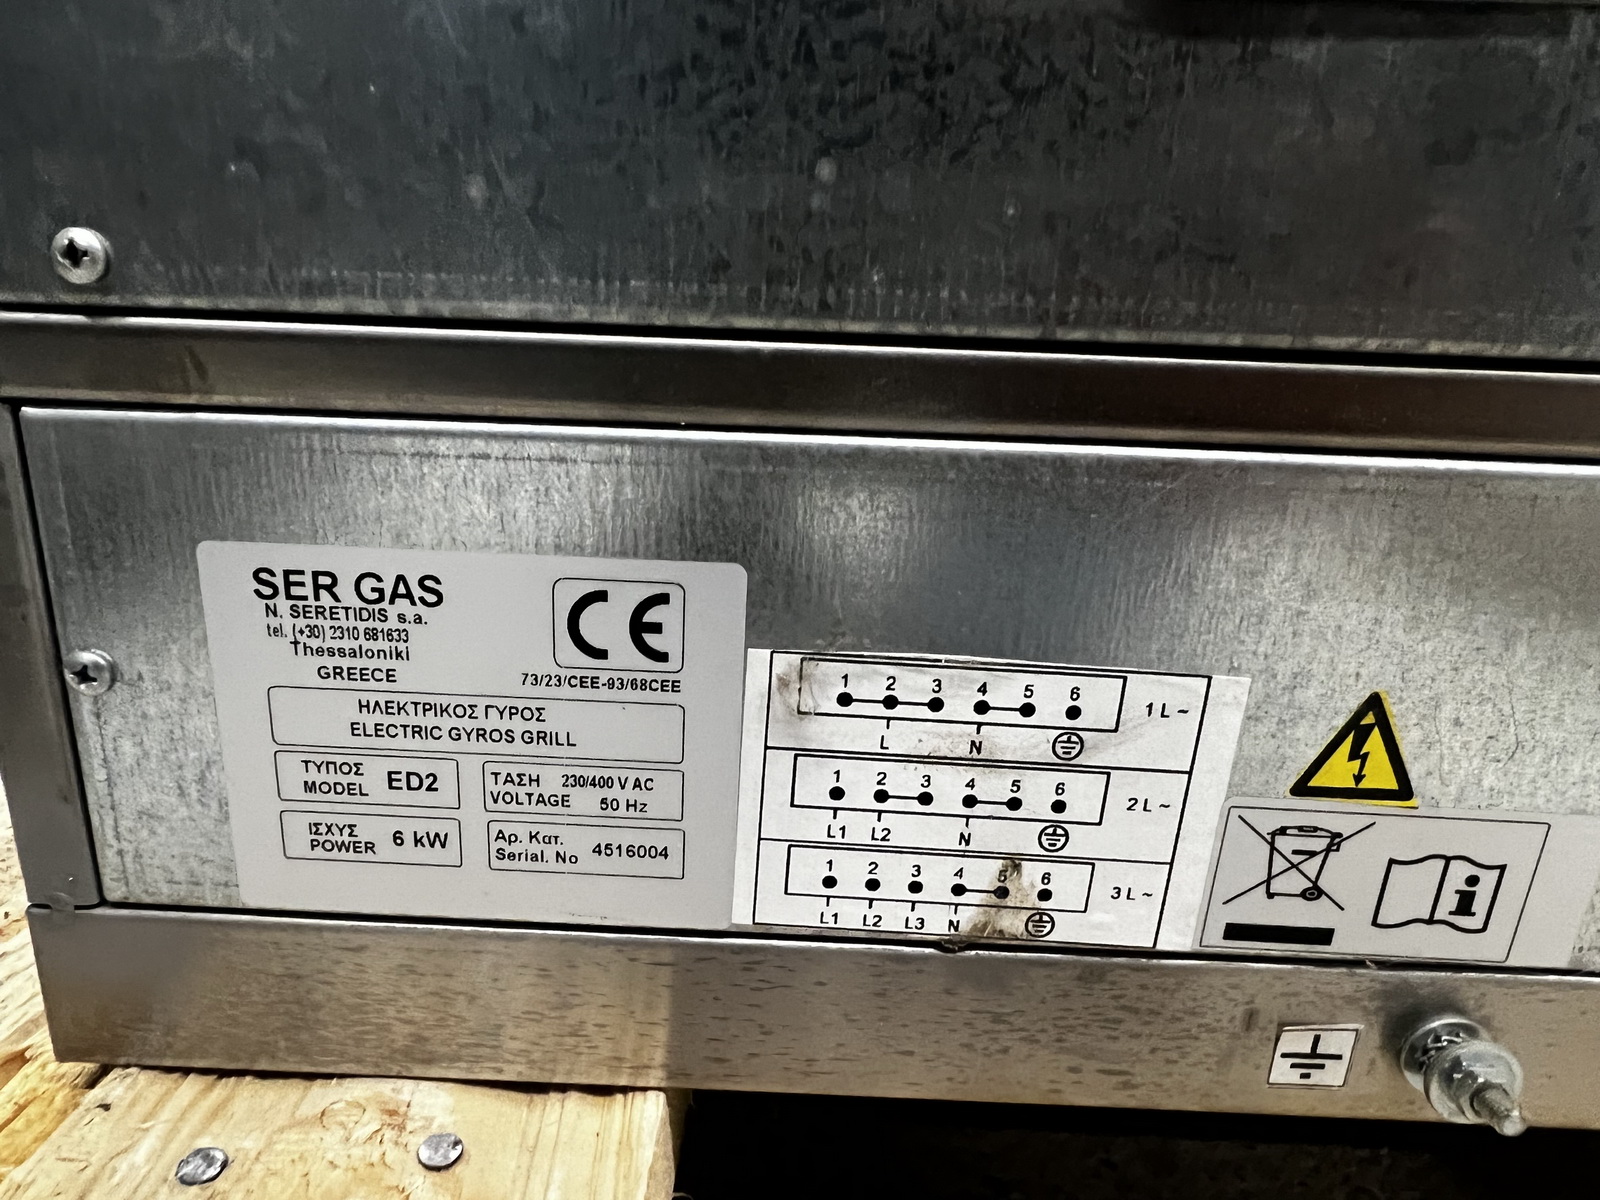 SER GAS
N. SERETIDIS s.a.
tel. (+30) 2310 681633
Thessaloniki
GREECE
CE
73/23/CEE-93/68CEE
ΗΛΕΚΤΡΙΚΟΣ ΓΥΡΟΣ
ELECTRIC GYROS GRILL
ΤΥΠΟΣ
MODEL ED2
ΤΑΣΗ 230/400 V AC
VOLTAGE 50 Hz
ΙΣΧΥΣ
POWER 6 kW
Αρ. Κατ.
Serial. No 4516004
1 2 3 4 5 6 1 L ~
L N
1 2 3 4 5 6 2 L ~
L1 L2 N
1 2 3 4 5 6 3 L ~
L1 L2 L3 N